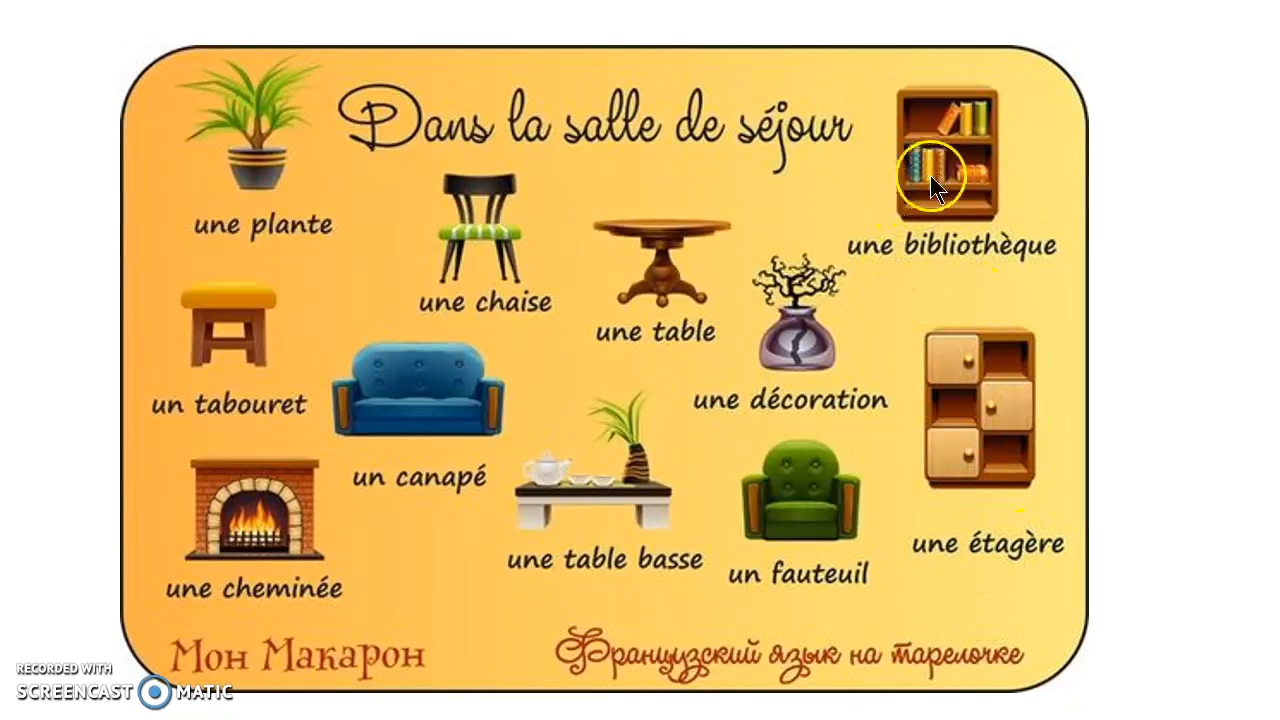 Dans la salle de séjour
une plante
une bibliothèque
une chaise
une table
un tabouret
une décoration
un canapé
une table basse
un fauteuil
une étagère
une cheminée
Мон Макарон
Французский язык на тарелочке
RECORDED WITH
SCREENCAST MATIC